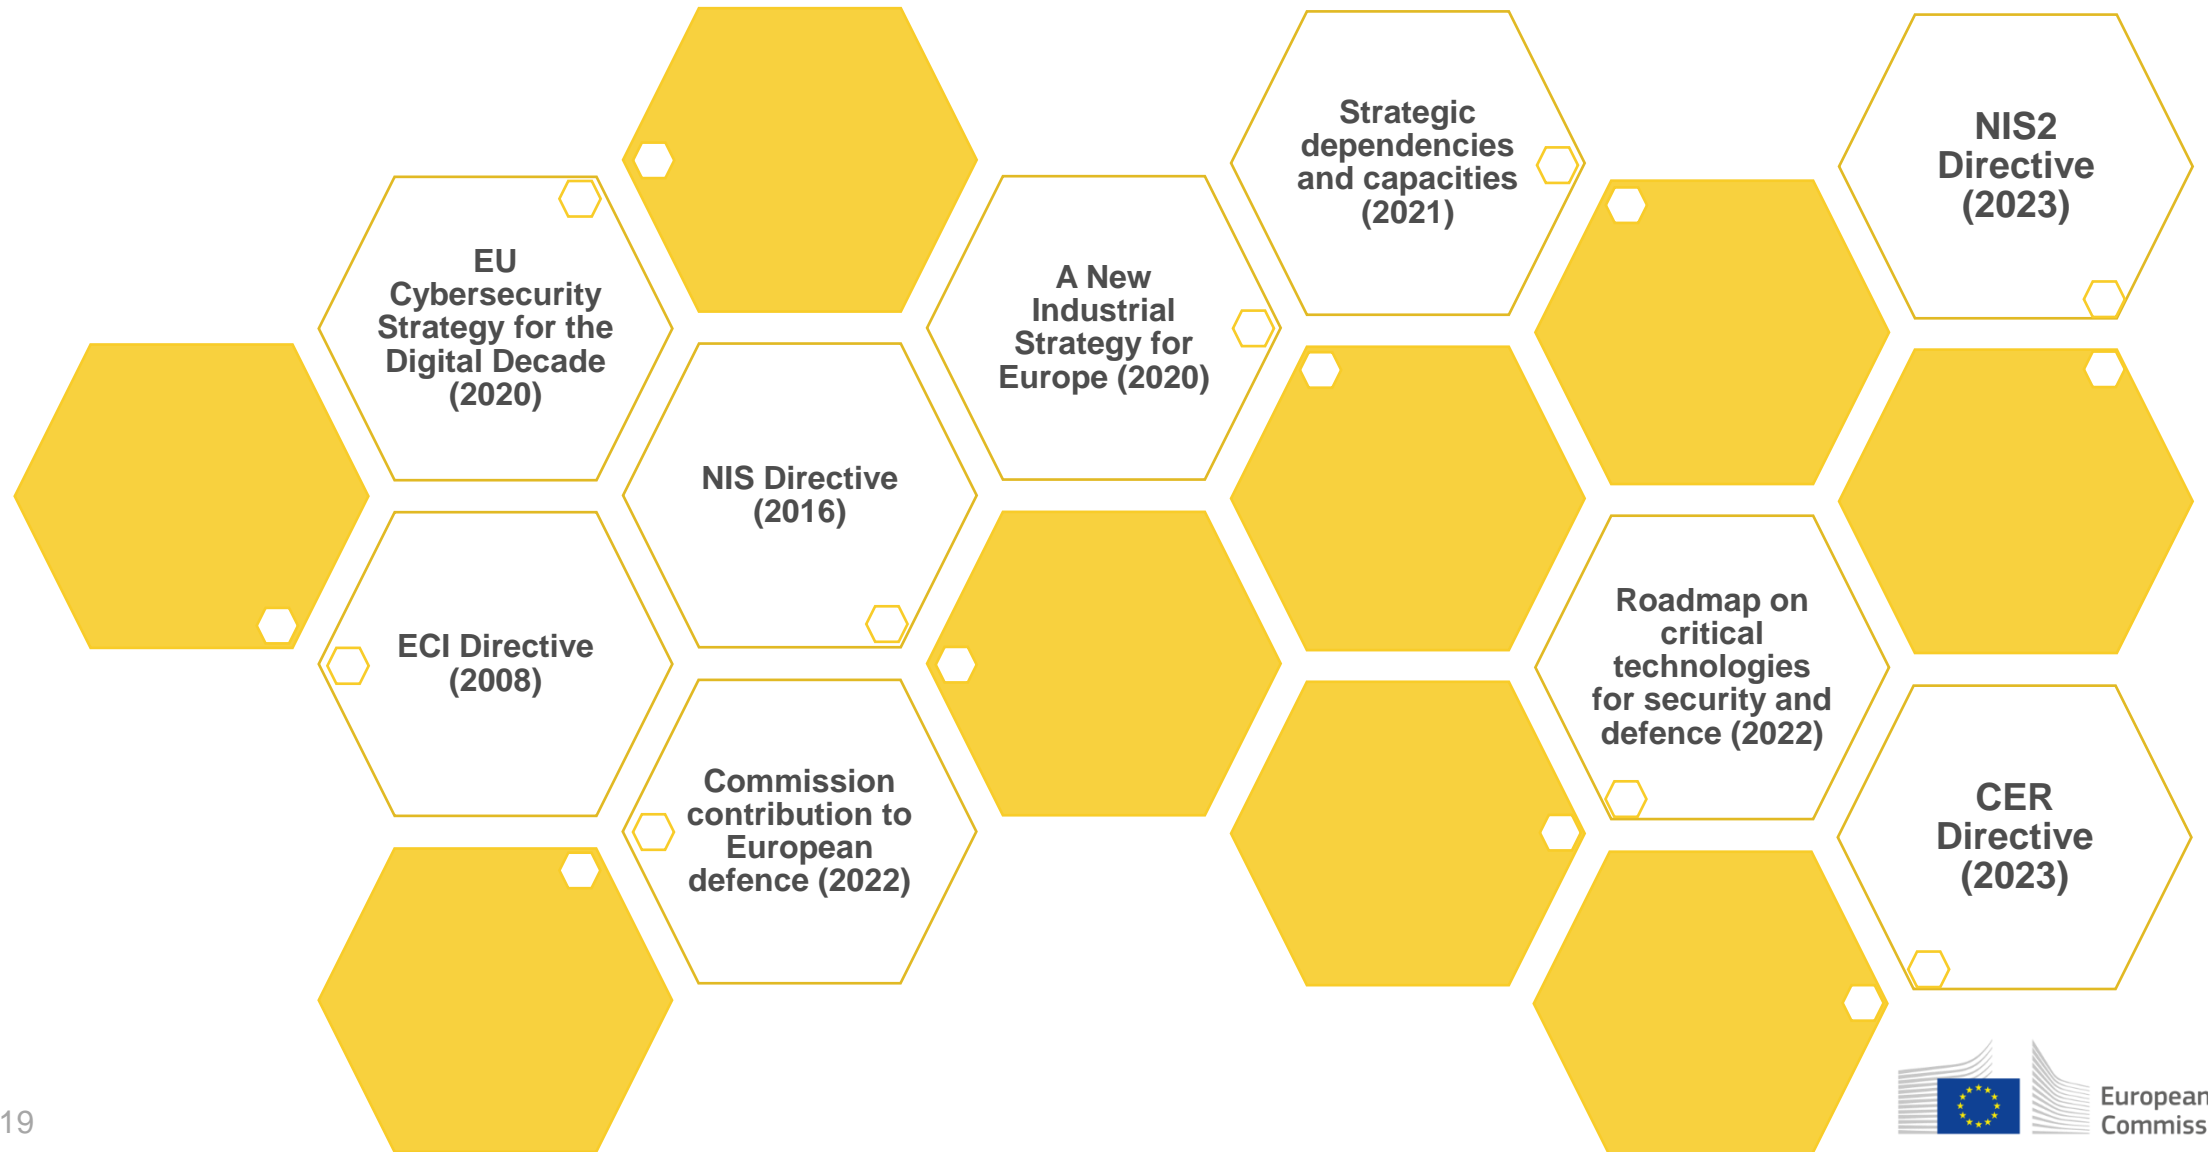 EU
Cybersecurity
Strategy for the
Digital Decade
(2020)
ECI Directive
(2008)
NIS Directive
(2016)
Commission
contribution to
European
defence (2022)
A New
Industrial
Strategy for
Europe (2020)
Strategic
dependencies
and capacities
(2021)
Roadmap on
critical
technologies
for security and
defence (2022)
NIS2
Directive
(2023)
CER
Directive
(2023)
19
European
Commiss